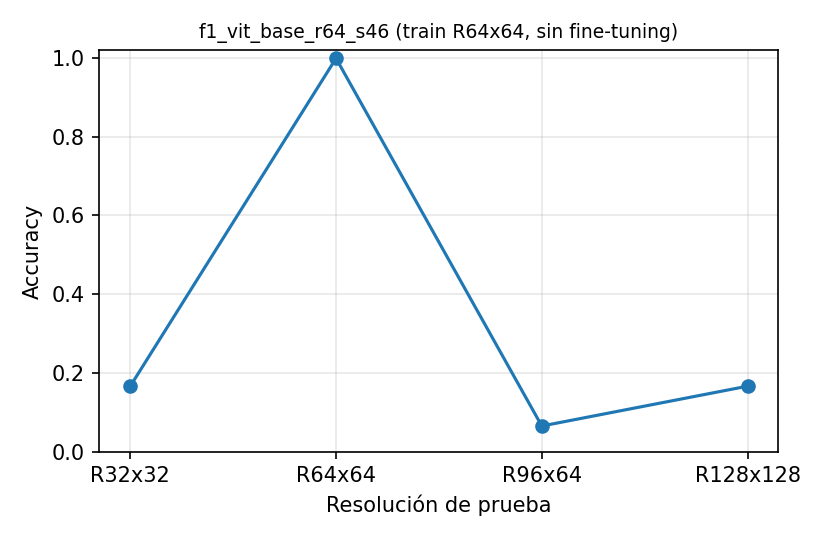 f1_vit_base_r64_s46 (train R64x64, sin fine-tuning)
1.0
0.8
0.6
0.4
0.2
0.0
Accuracy
R32x32 R64x64 R96x64 R128x128
Resolución de prueba